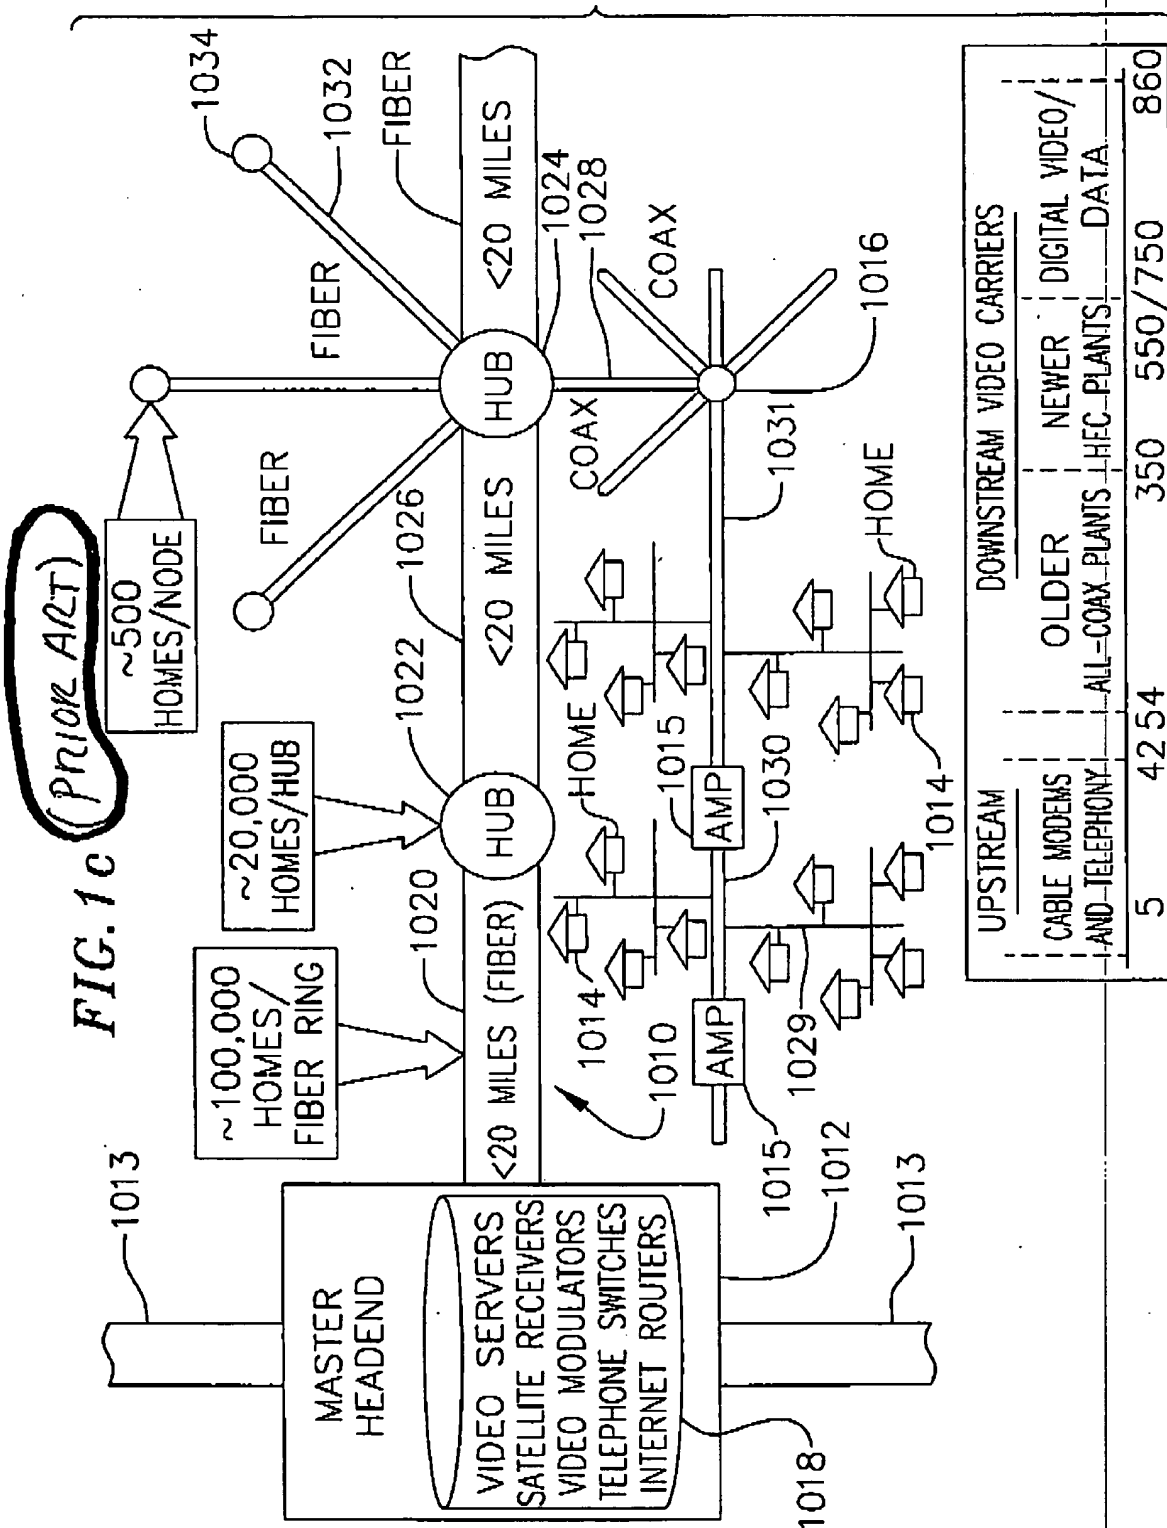 FIG. 1c (PRIOR ART)
1013
~100,000
HOMES/
FIBER RING
~20,000
HOMES/HUB
~500
HOMES/NODE
1034
1032
FIBER
FIBER
FIBER
1020
1022
1026
MASTER
HEADEND
<20 MILES (FIBER)
HUB
<20 MILES
HUB
<20 MILES
1024
1028
VIDEO SERVERS
SATELLITE RECEIVERS
VIDEO MODULATORS
TELEPHONE SWITCHES
INTERNET ROUTERS
1010
1014
HOME
COAX
COAX
1015
AMP
AMP
1031
1016
1015
1029
1030
1012
1018
1013
1014
HOME
UPSTREAM
DOWNSTREAM VIDEO CARRIERS
CABLE MODEMS
AND TELEPHONY
OLDER
ALL-COAX PLANTS
NEWER
HFC PLANTS
DIGITAL VIDEO/
DATA
5 42 54 350 550/750 860